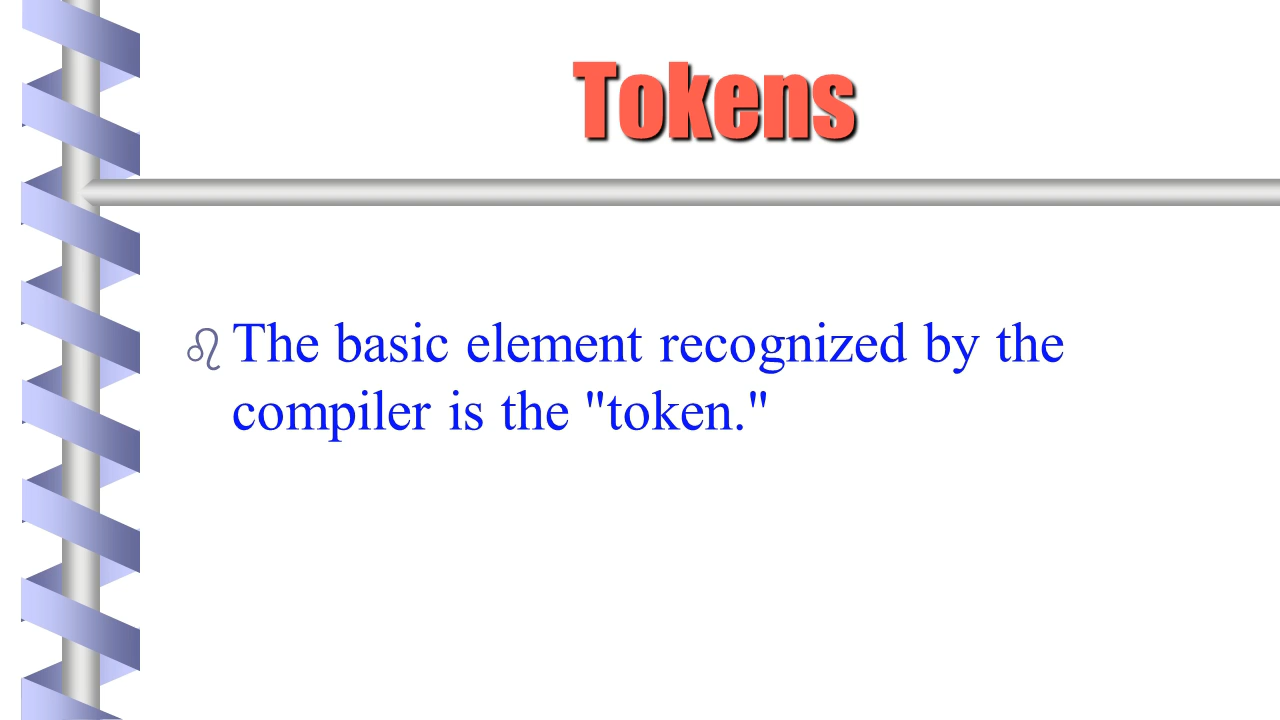 Tokens
The basic element recognized by the
compiler is the "token."